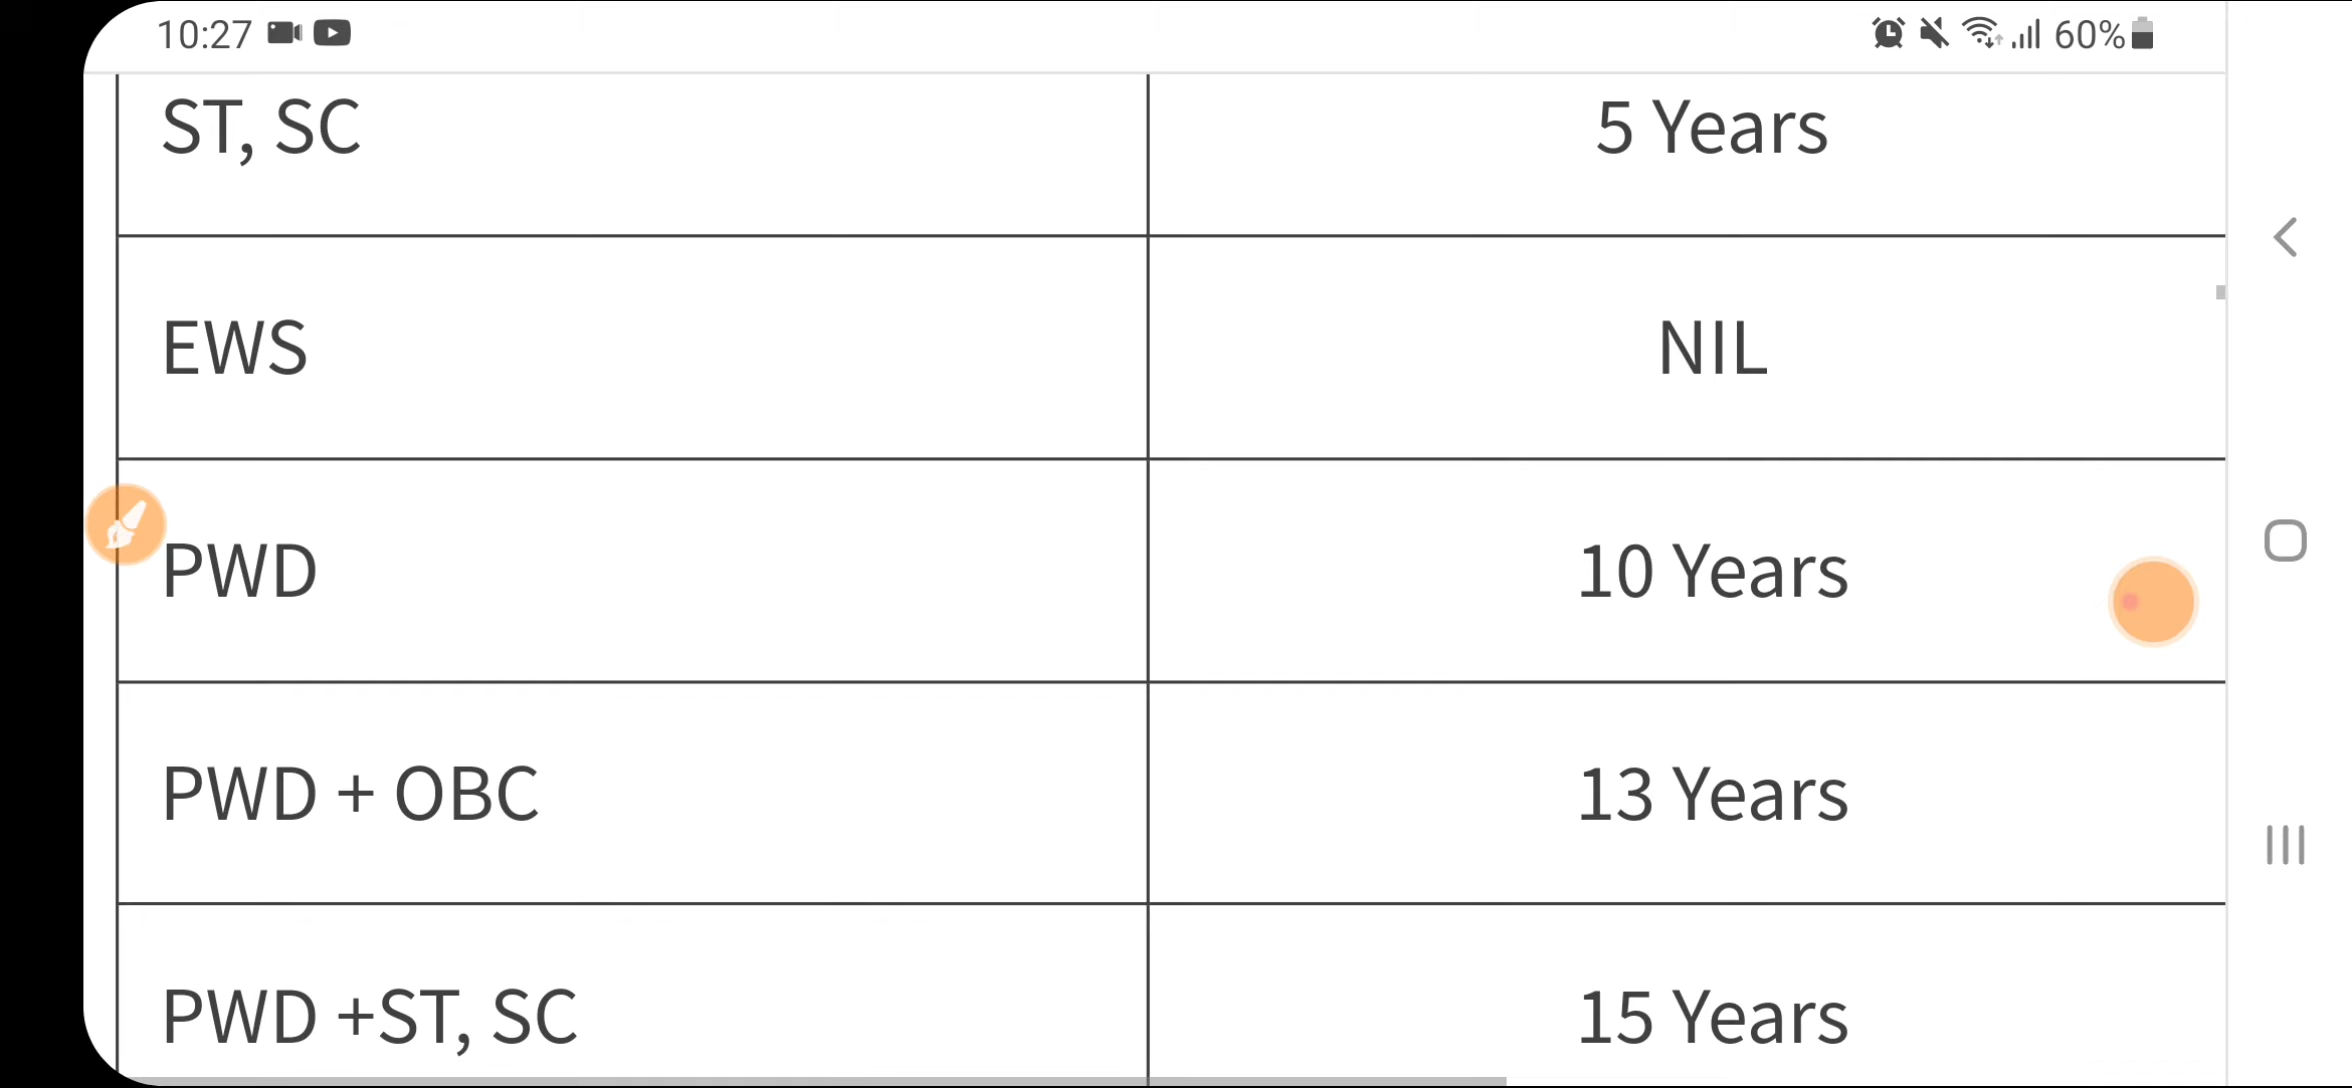 10:27 60%
ST, SC 5 Years
EWS NIL
PWD 10 Years
PWD + OBC 13 Years
PWD +ST, SC 15 Years